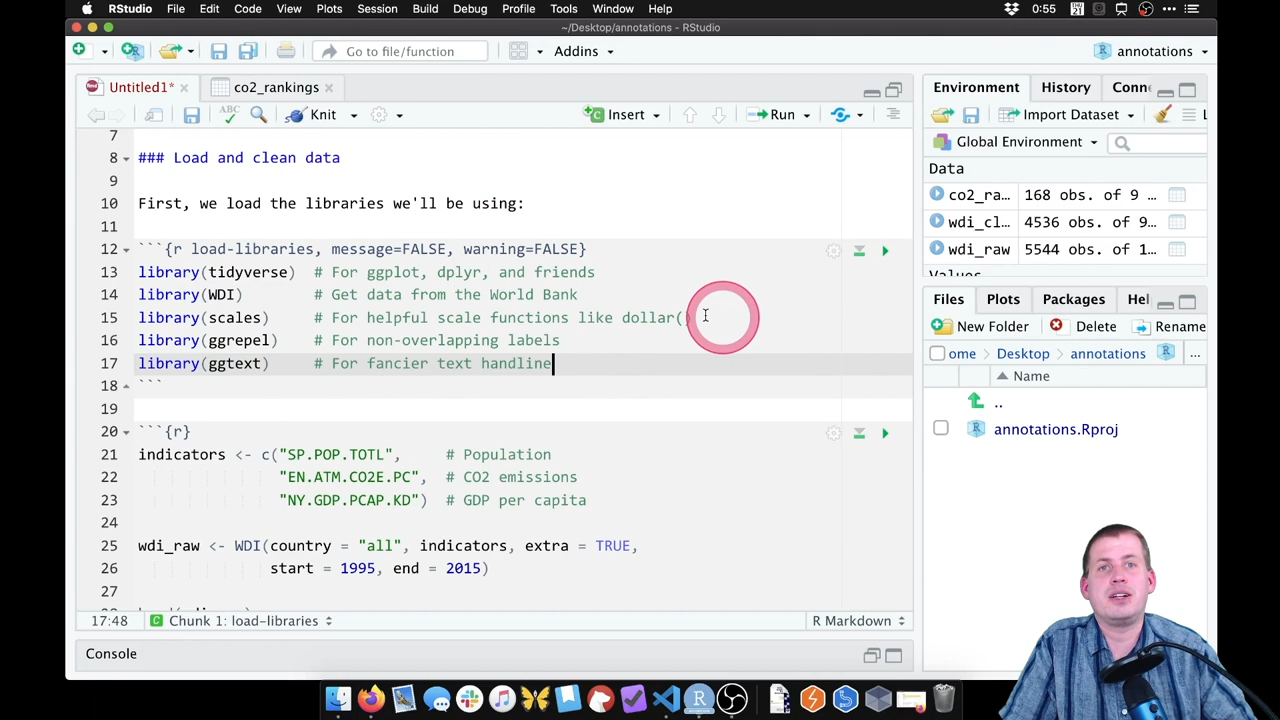 RStudio File Edit Code View Plots Session Build Debug Profile Tools Window Help 0:55 THU 21
~/Desktop/annotations - RStudio
Go to file/function Addins annotations
Untitled1* co2_rankings
ABC Knit Insert Run
7
8 ### Load and clean data
9
10 First, we load the libraries we'll be using:
11
12 ```{r load-libraries, message=FALSE, warning=FALSE}
13 library(tidyverse)  # For ggplot, dplyr, and friends
14 library(WDI)        # Get data from the World Bank
15 library(scales)     # For helpful scale functions like dollar()
16 library(ggrepel)    # For non-overlapping labels
17 library(ggtext)     # For fancier text handline
18 ```
19
20 ```{r}
21 indicators <- c("SP.POP.TOTL",     # Population
22                 "EN.ATM.CO2E.PC",  # CO2 emissions
23                 "NY.GDP.PCAP.KD")  # GDP per capita
24
25 wdi_raw <- WDI(country = "all", indicators, extra = TRUE,
26                start = 1995, end = 2015)
27
17:48 Chunk 1: load-libraries R Markdown
Console
Environment History Conn
Import Dataset
Global Environment
Data
co2_ra… 168 obs. of 9 …
wdi_cl… 4536 obs. of 9…
wdi_raw 5544 obs. of 1…
Values
Files Plots Packages Hel
New Folder Delete Rename
ome Desktop annotations ...
Name
..
annotations.Rproj